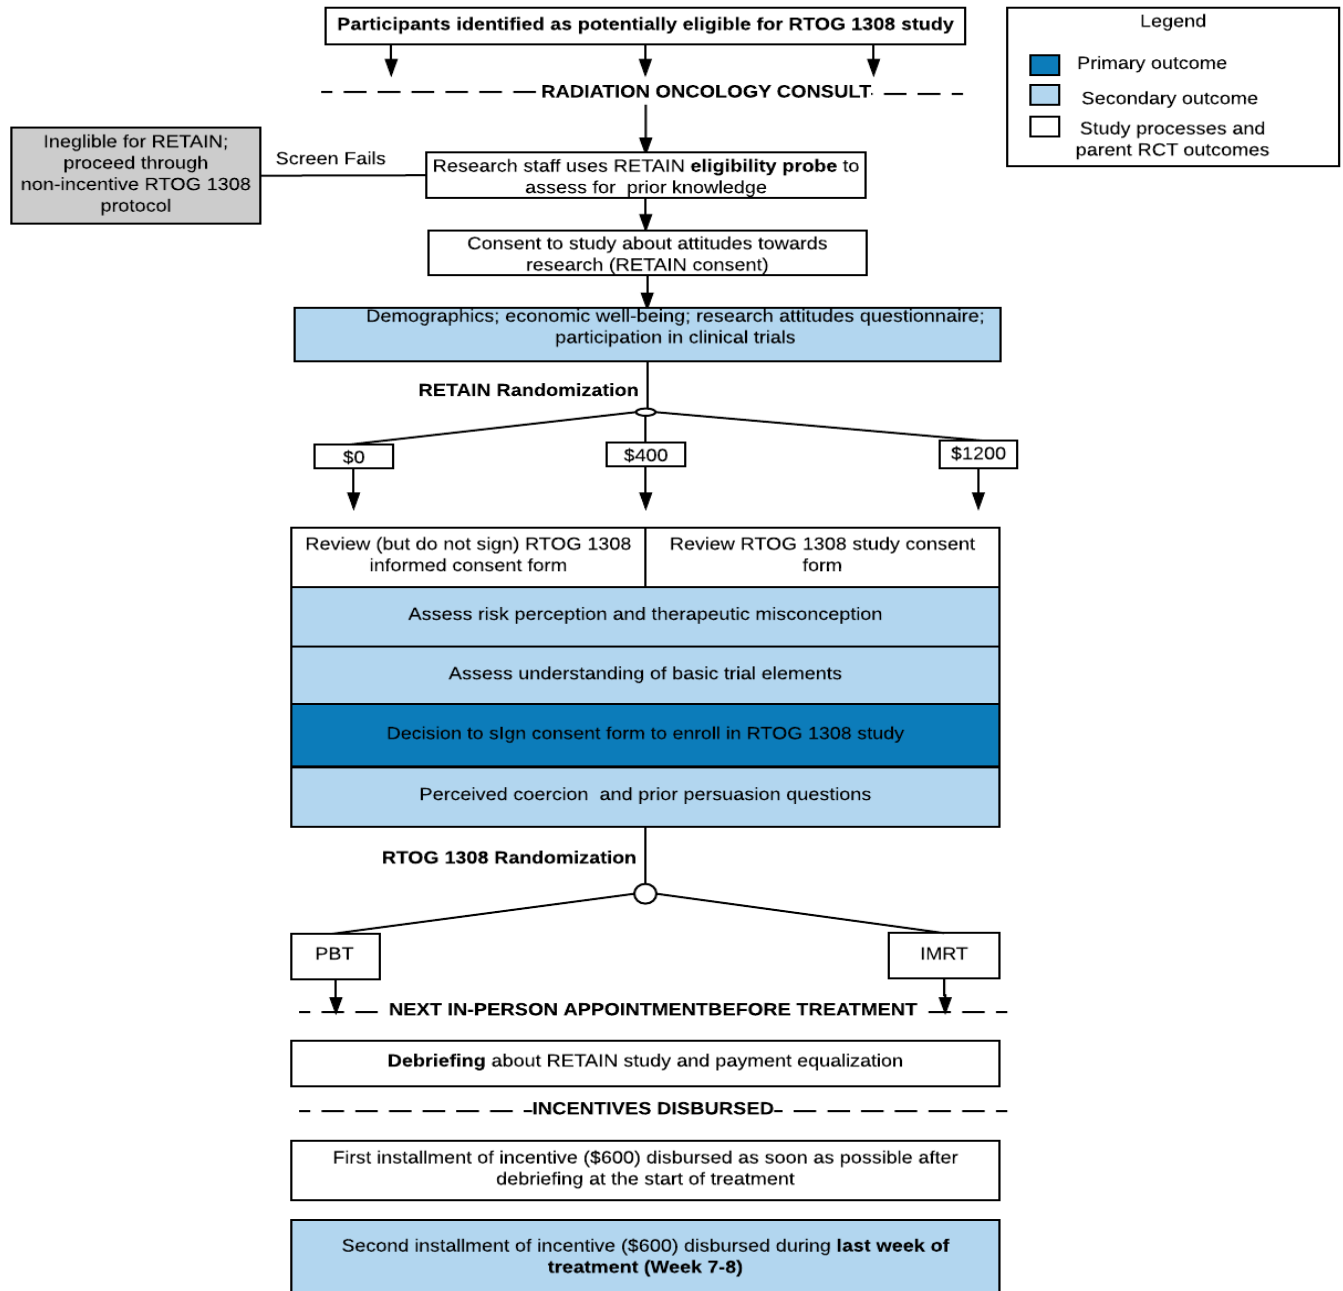 Participants identified as potentially eligible for RTOG 1308 study
Legend
Primary outcome
Secondary outcome
Study processes and
parent RCT outcomes
RADIATION ONCOLOGY CONSULT
Ineglible for RETAIN;
proceed through
non-incentive RTOG 1308
protocol
Screen Fails
Research staff uses RETAIN eligibility probe to
assess for prior knowledge
Consent to study about attitudes towards
research (RETAIN consent)
Demographics; economic well-being; research attitudes questionnaire;
participation in clinical trials
RETAIN Randomization
$0
$400
$1200
Review (but do not sign) RTOG 1308
informed consent form
Review RTOG 1308 study consent
form
Assess risk perception and therapeutic misconception
Assess understanding of basic trial elements
Decision to sIgn consent form to enroll in RTOG 1308 study
Perceived coercion and prior persuasion questions
RTOG 1308 Randomization
PBT
IMRT
NEXT IN-PERSON APPOINTMENTBEFORE TREATMENT
Debriefing about RETAIN study and payment equalization
INCENTIVES DISBURSED
First installment of incentive ($600) disbursed as soon as possible after
debriefing at the start of treatment
Second installment of incentive ($600) disbursed during last week of
treatment (Week 7-8)